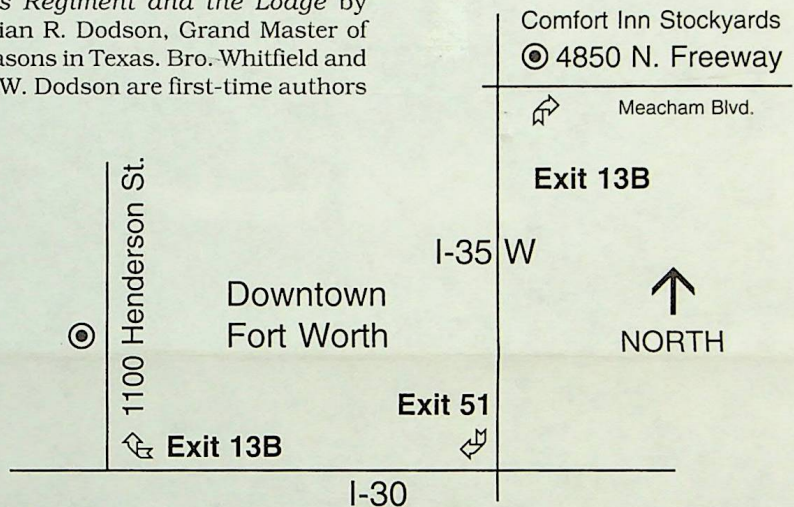 s Regiment and the Lodge by
ian R. Dodson, Grand Master of
asons in Texas. Bro. Whitfield and
W. Dodson are first-time authors
Comfort Inn Stockyards
4850 N. Freeway
Meacham Blvd.
Exit 13B
I-35 W
1100 Henderson St.
Downtown
Fort Worth
NORTH
Exit 51
Exit 13B
I-30